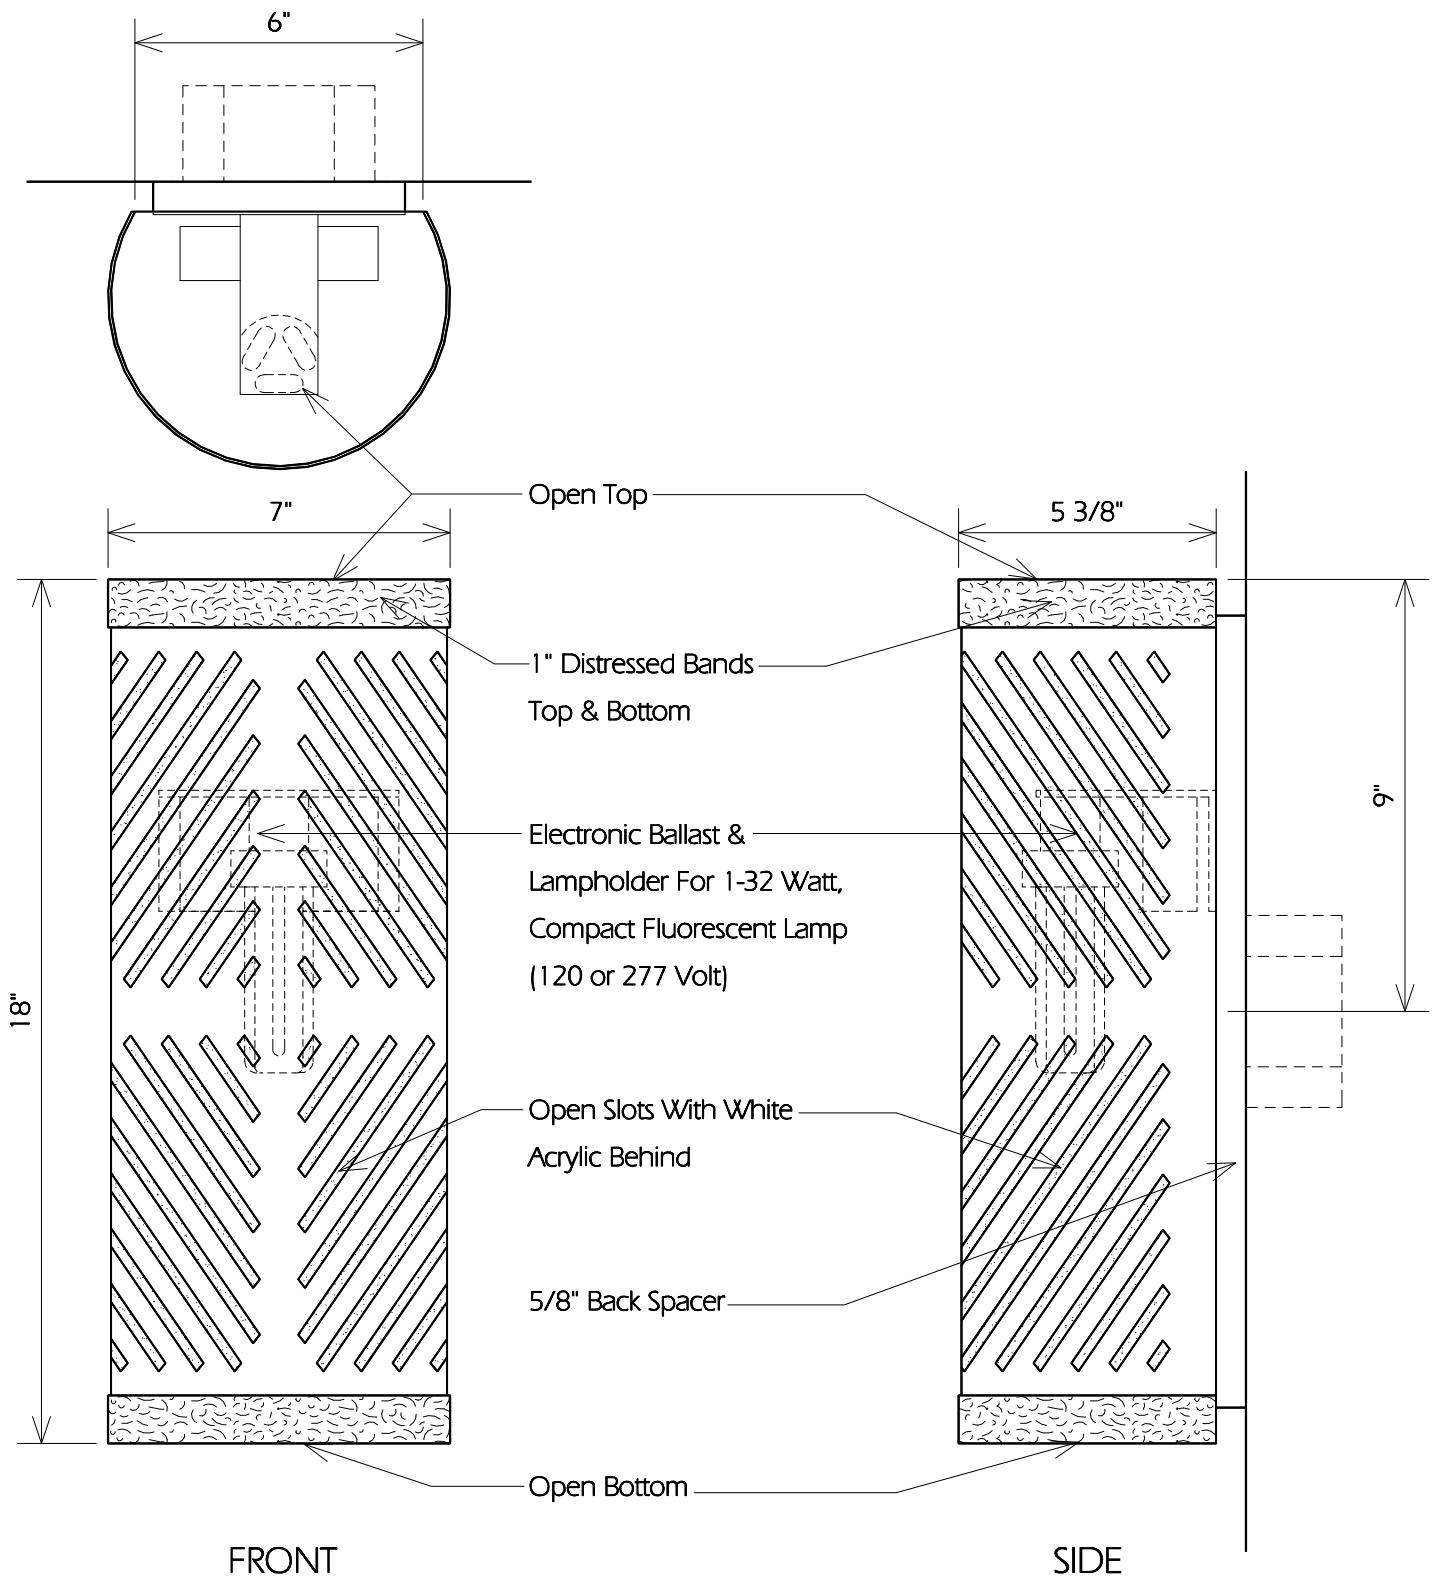 6"
Open Top
7"
5 3/8"
1" Distressed Bands
Top & Bottom
9"
Electronic Ballast &
Lampholder For 1-32 Watt,
Compact Fluorescent Lamp
(120 or 277 Volt)
18"
Open Slots With White
Acrylic Behind
5/8" Back Spacer
Open Bottom
FRONT
SIDE